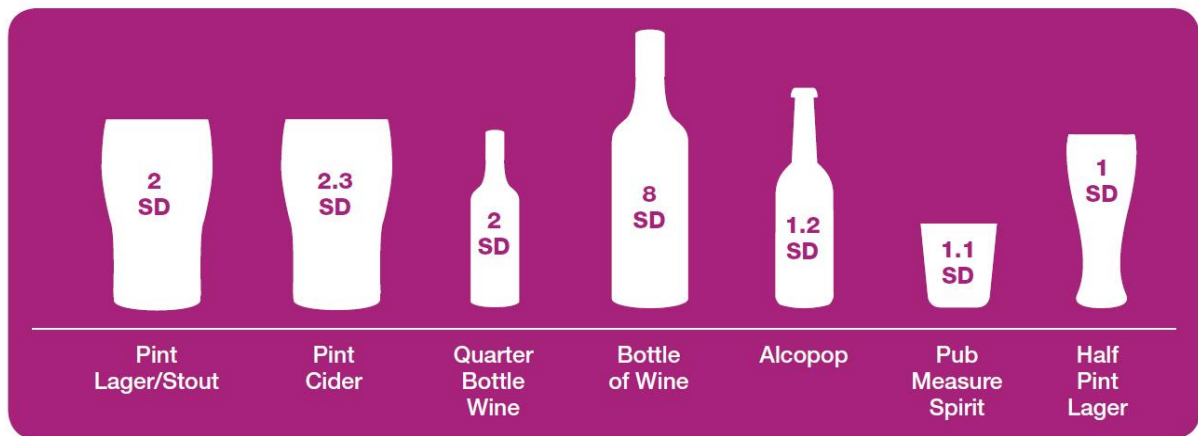 2
SD
2.3
SD
2
SD
8
SD
1.2
SD
1.1
SD
1
SD
Pint
Lager/Stout
Pint
Cider
Quarter
Bottle
Wine
Bottle
of Wine
Alcopop
Pub
Measure
Spirit
Half
Pint
Lager